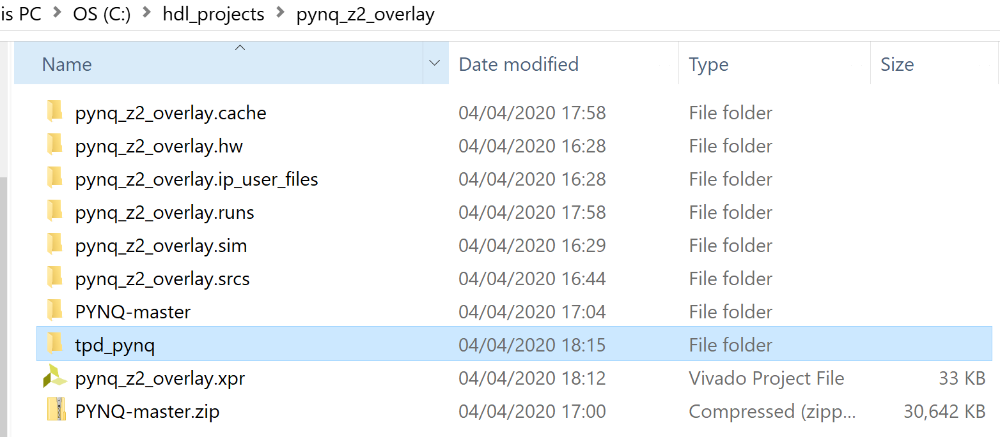 is PC > OS (C:) > hdl_projects > pynq_z2_overlay
Name Date modified Type Size
pynq_z2_overlay.cache 04/04/2020 17:58 File folder
pynq_z2_overlay.hw 04/04/2020 16:28 File folder
pynq_z2_overlay.ip_user_files 04/04/2020 16:28 File folder
pynq_z2_overlay.runs 04/04/2020 17:58 File folder
pynq_z2_overlay.sim 04/04/2020 16:29 File folder
pynq_z2_overlay.srcs 04/04/2020 16:44 File folder
PYNQ-master 04/04/2020 17:04 File folder
tpd_pynq 04/04/2020 18:15 File folder
pynq_z2_overlay.xpr 04/04/2020 18:12 Vivado Project File 33 KB
PYNQ-master.zip 04/04/2020 17:00 Compressed (zipp... 30,642 KB